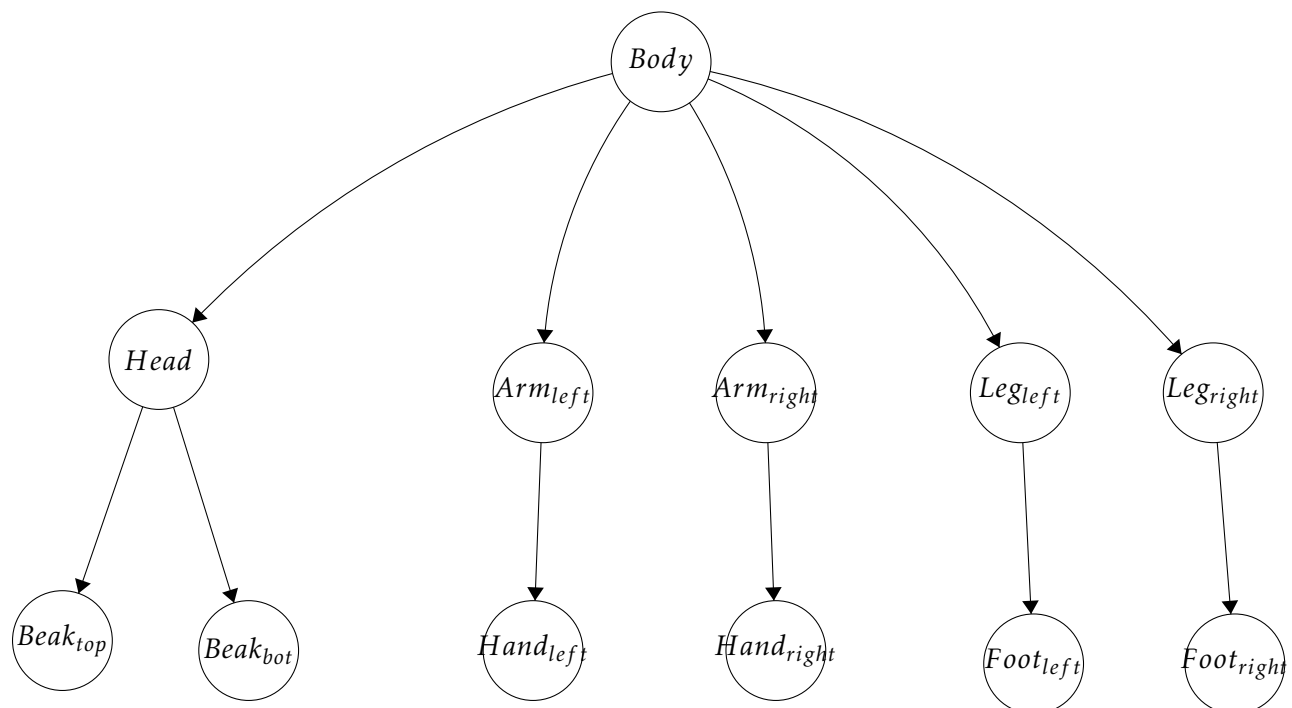 Body
Head
Arm_left
Arm_right
Leg_left
Leg_right
Beak_top
Beak_bot
Hand_left
Hand_right
Foot_left
Foot_right